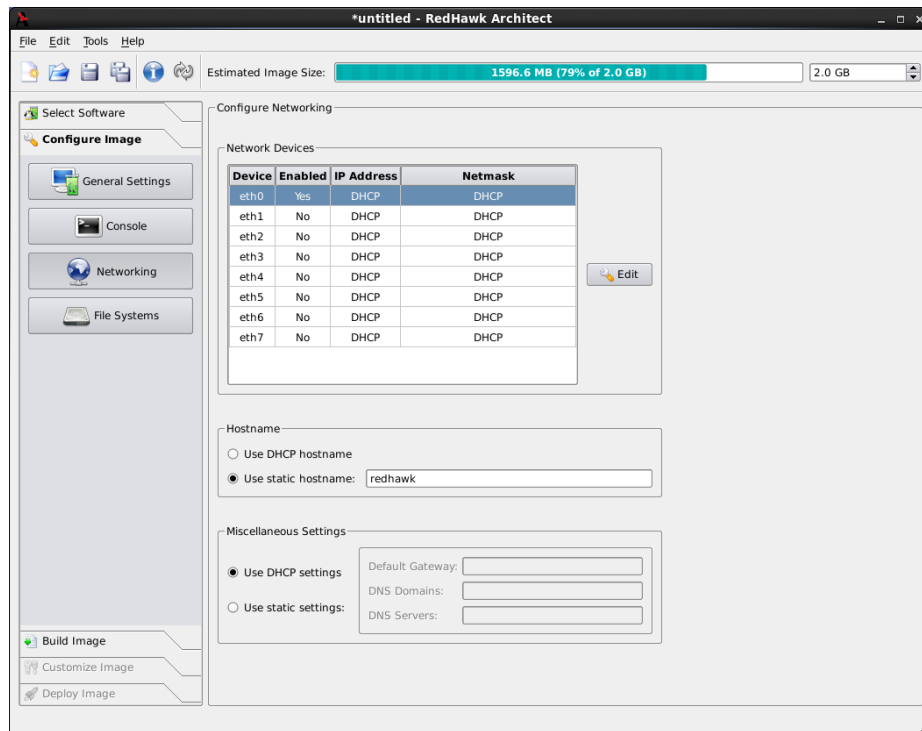 *untitled - RedHawk Architect
File Edit Tools Help
Estimated Image Size: 1596.6 MB (79% of 2.0 GB) 2.0 GB
Select Software
Configure Image
General Settings
Console
Networking
File Systems
Build Image
Customize Image
Deploy Image
Configure Networking
Network Devices
Device Enabled IP Address Netmask
eth0 Yes DHCP DHCP
eth1 No DHCP DHCP
eth2 No DHCP DHCP
eth3 No DHCP DHCP
eth4 No DHCP DHCP
eth5 No DHCP DHCP
eth6 No DHCP DHCP
eth7 No DHCP DHCP
Edit
Hostname
Use DHCP hostname
Use static hostname: redhawk
Miscellaneous Settings
Use DHCP settings
Use static settings:
Default Gateway:
DNS Domains:
DNS Servers: